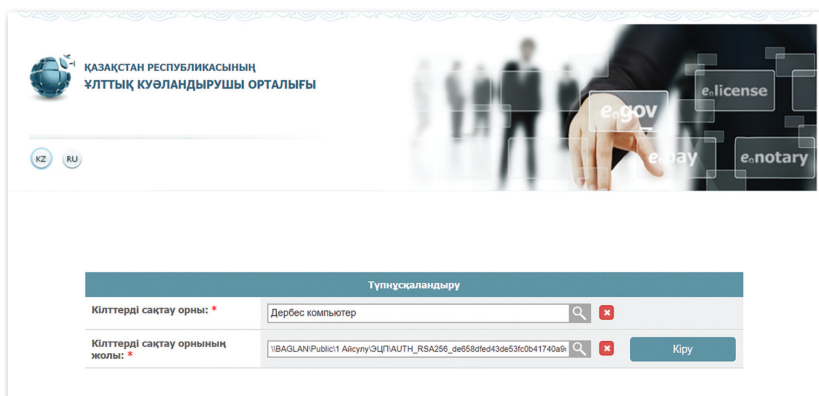 ҚАЗАҚСТАН РЕСПУБЛИКАСЫНЫҢ
ҰЛТТЫҚ КУӘЛАНДЫРУШЫ ОРТАЛЫҒЫ
KZ RU
e.gov
e.license
e.pay
e.notary
Түпнұсқаландыру
Кілттерді сақтау орны: *
Дербес компьютер
Кілттерді сақтау орнының
жолы: *
\\BAGLAN\Public\1 Айсулу\ЭЦП\AUTH_RSA256_de658dfed43de53fc0b41740a9
Кіру